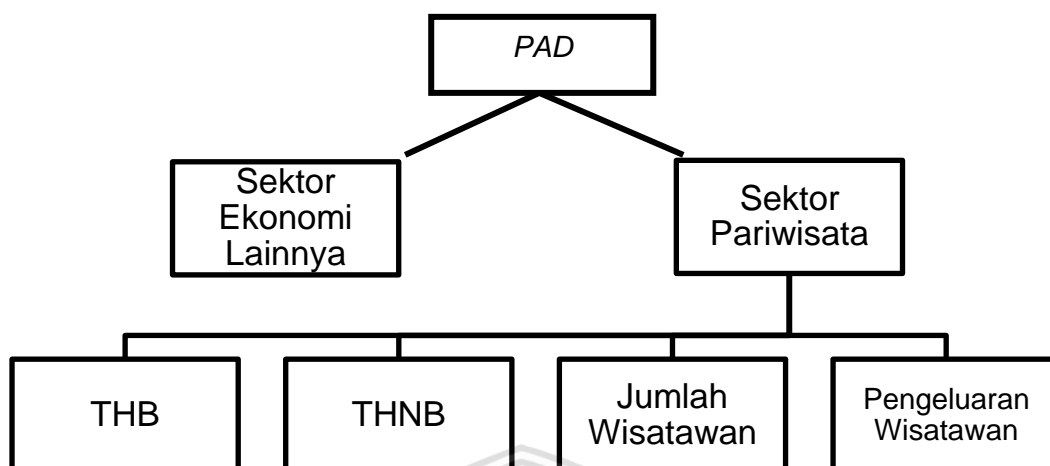 PAD
Sektor
Ekonomi
Lainnya
Sektor
Pariwisata
THB
THNB
Jumlah
Wisatawan
Pengeluaran
Wisatawan